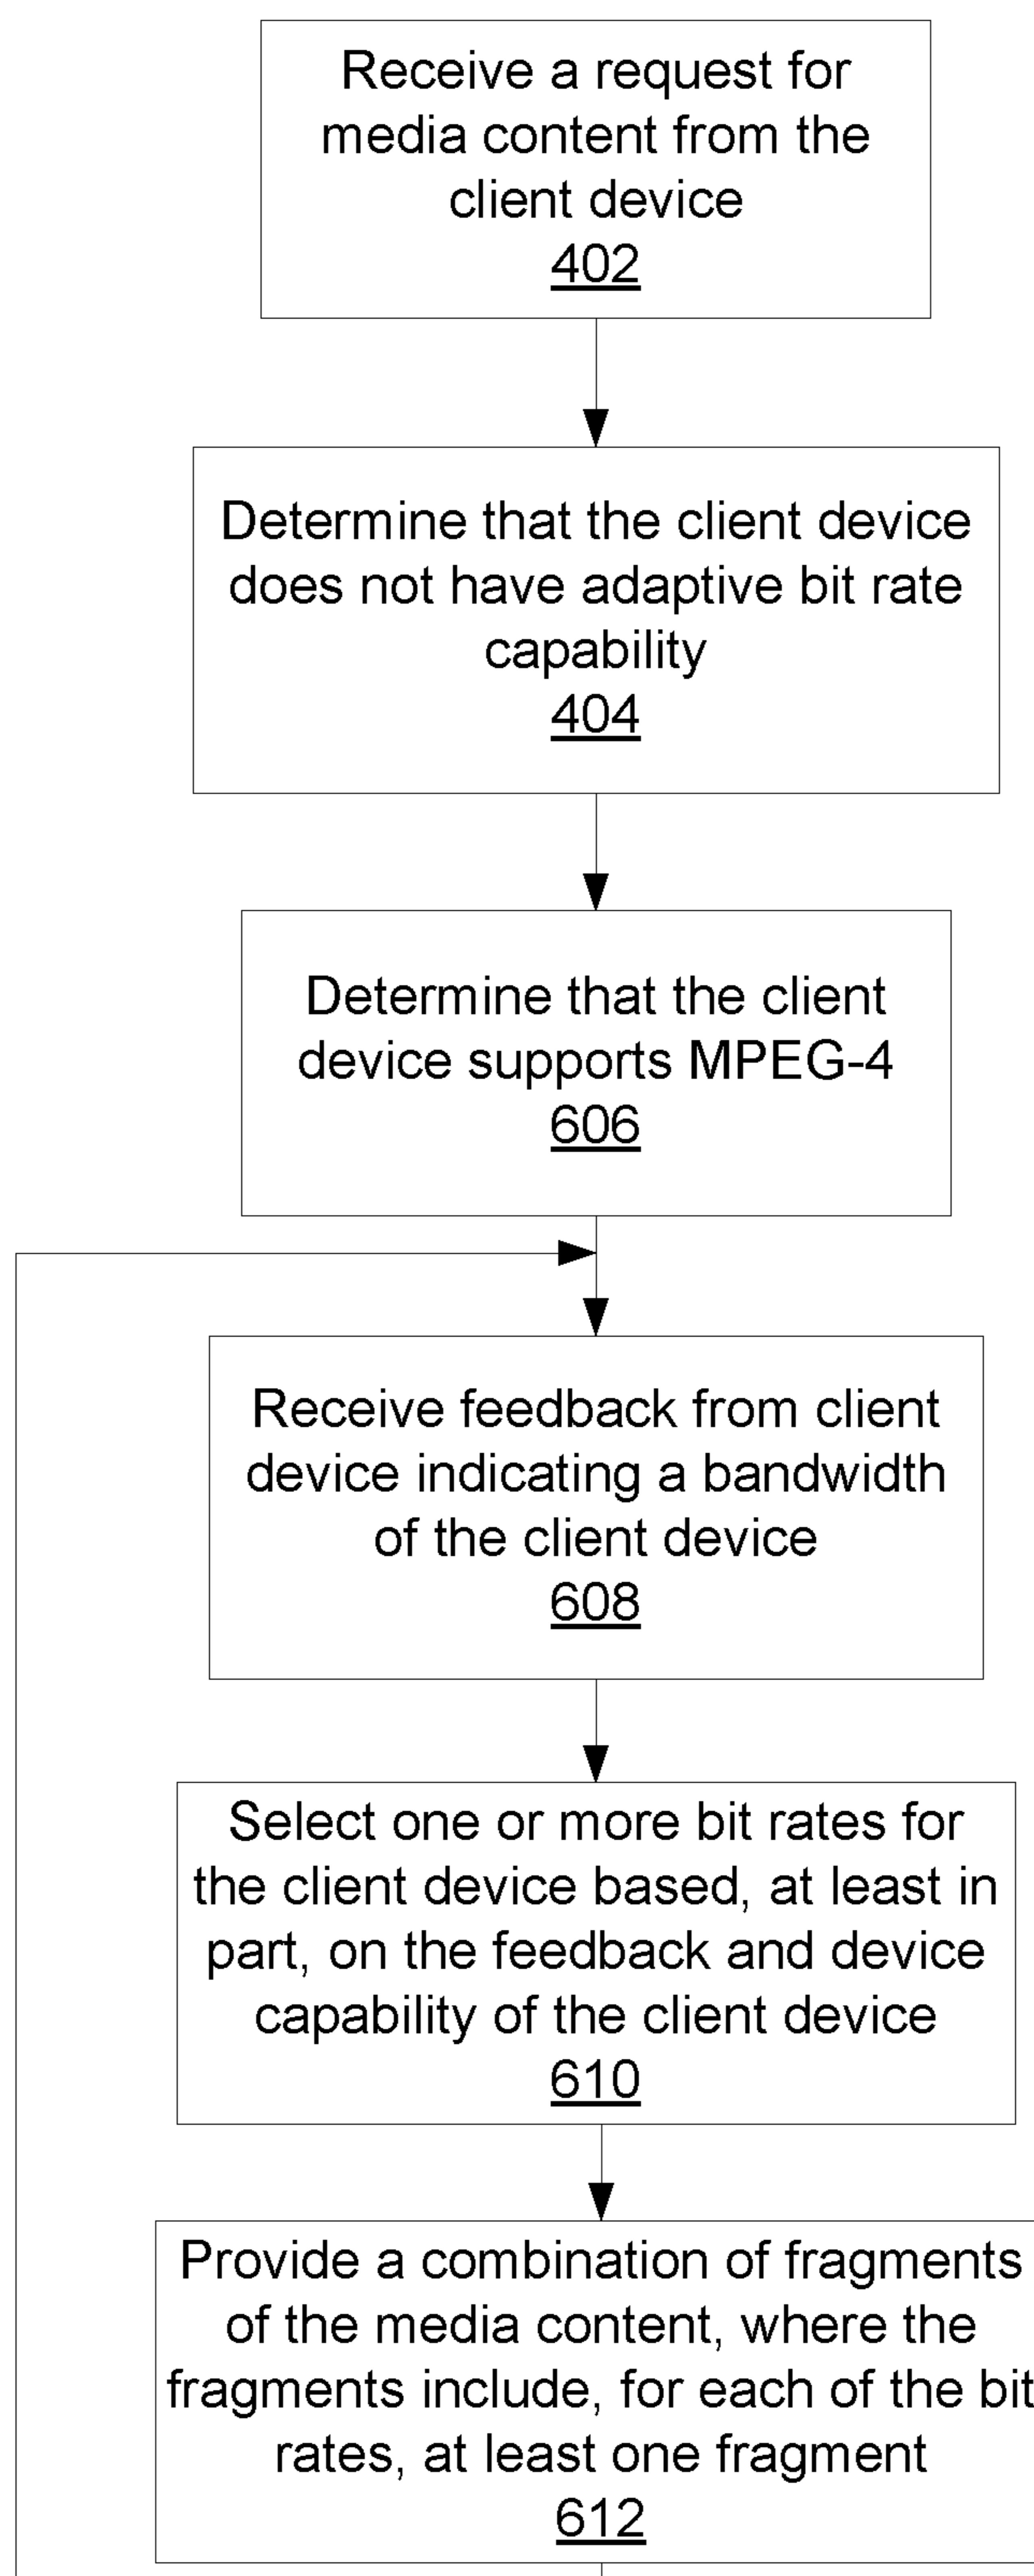 Receive a request for
media content from the
client device
402
Determine that the client device
does not have adaptive bit rate
capability
404
Determine that the client
device supports MPEG-4
606
Receive feedback from client
device indicating a bandwidth
of the client device
608
Select one or more bit rates for
the client device based, at least in
part, on the feedback and device
capability of the client device
610
Provide a combination of fragments
of the media content, where the
fragments include, for each of the bit
rates, at least one fragment
612